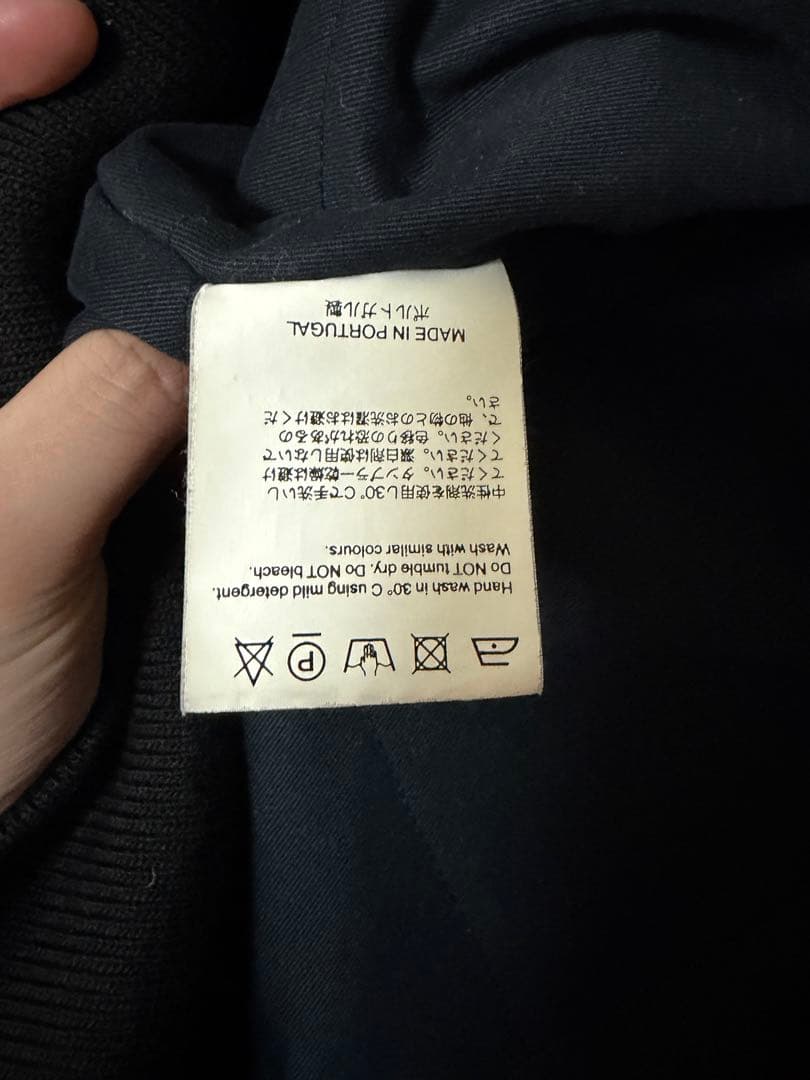 Hand wash in 30° C using mild detergent.
Do NOT tumble dry. Do NOT bleach.
Wash with similar colours.
中性洗剤を使用し30° Cで手洗いし
てください。タンブラー乾燥は避け
てください。漂白剤は使用しないで
ください。色移りの恐れがあるの
で、他の物とのお洗濯はお避けくだ
さい。
MADE IN PORTUGAL
ポルトガル製